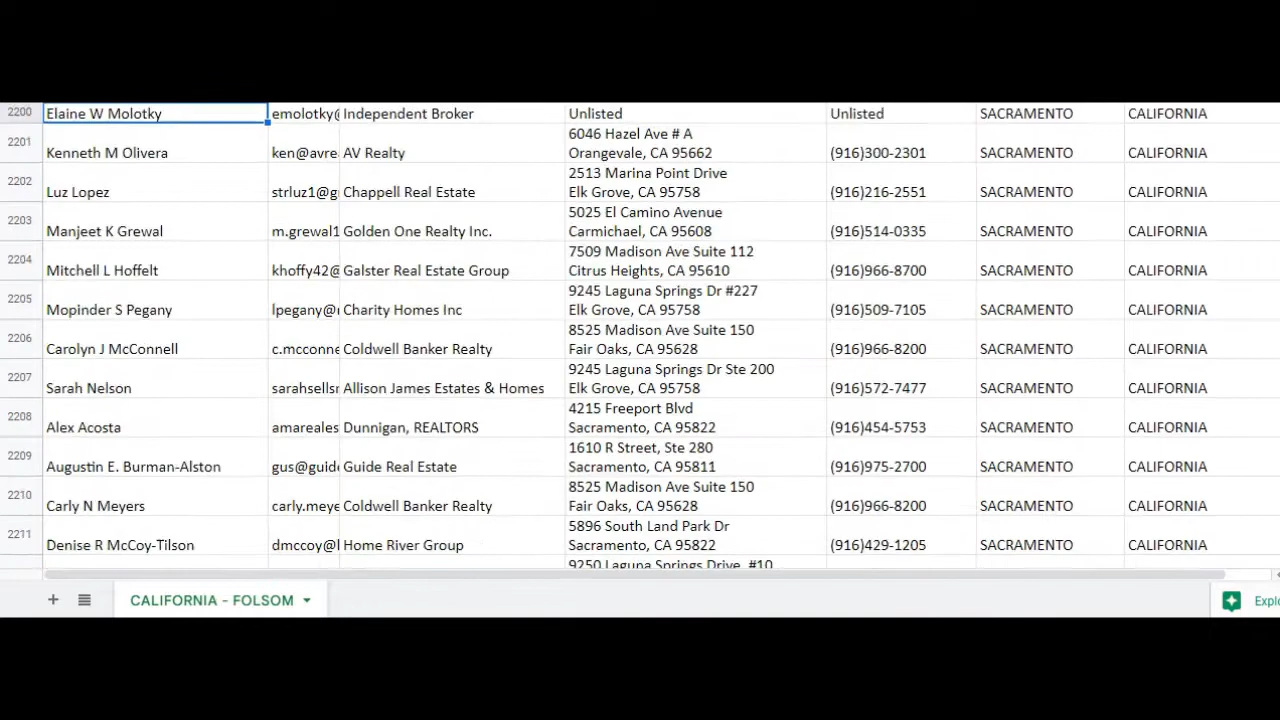 2200 Elaine W Molotky emolotky@ Independent Broker Unlisted Unlisted SACRAMENTO CALIFORNIA
6046 Hazel Ave # A
2201 Kenneth M Olivera ken@avre Orangevale, CA 95662 AV Realty (916)300-2301 SACRAMENTO CALIFORNIA
2513 Marina Point Drive
2202 Luz Lopez strluz1@g Chappell Real Estate Elk Grove, CA 95758 (916)216-2551 SACRAMENTO CALIFORNIA
5025 El Camino Avenue
2203 Manjeet K Grewal m.grewal1 Golden One Realty Inc. Carmichael, CA 95608 (916)514-0335 SACRAMENTO CALIFORNIA
7509 Madison Ave Suite 112
2204 Mitchell L Hoffelt khoffy42@ Galster Real Estate Group Citrus Heights, CA 95610 (916)966-8700 SACRAMENTO CALIFORNIA
9245 Laguna Springs Dr #227
2205 Mopinder S Pegany lpegany@ Charity Homes Inc Elk Grove, CA 95758 (916)509-7105 SACRAMENTO CALIFORNIA
8525 Madison Ave Suite 150
2206 Carolyn J McConnell c.mcconne Coldwell Banker Realty Fair Oaks, CA 95628 (916)966-8200 SACRAMENTO CALIFORNIA
9245 Laguna Springs Dr Ste 200
2207 Sarah Nelson sarahsells Allison James Estates & Homes Elk Grove, CA 95758 (916)572-7477 SACRAMENTO CALIFORNIA
4215 Freeport Blvd
2208 Alex Acosta amareales Dunnigan, REALTORS Sacramento, CA 95822 (916)454-5753 SACRAMENTO CALIFORNIA
1610 R Street, Ste 280
2209 Augustin E. Burman-Alston gus@guide Guide Real Estate Sacramento, CA 95811 (916)975-2700 SACRAMENTO CALIFORNIA
8525 Madison Ave Suite 150
2210 Carly N Meyers carly.meye Coldwell Banker Realty Fair Oaks, CA 95628 (916)966-8200 SACRAMENTO CALIFORNIA
5896 South Land Park Dr
2211 Denise R McCoy-Tilson dmccoy@ Home River Group Sacramento, CA 95822 (916)429-1205 SACRAMENTO CALIFORNIA
9250 Laguna Springs Drive, #10
+ CALIFORNIA - FOLSOM Explo